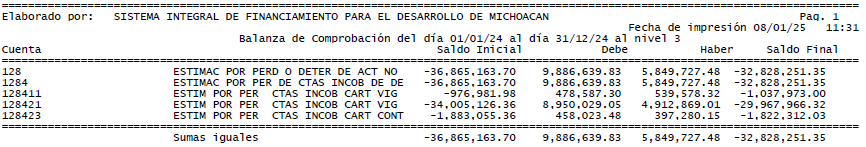 Elaborado por:   SISTEMA INTEGRAL DE FINANCIAMIENTO PARA EL DESARROLLO DE MICHOACAN   Pag. 1
Fecha de impresión 08/01/25   11:31
Balanza de Comprobación del día 01/01/24 al día 31/12/24 al nivel 3
Cuenta   Saldo Inicial   Debe   Haber   Saldo Final
128   ESTIMAC POR PERD O DETER DE ACT NO   -36,865,163.70   9,886,639.83   5,849,727.48   -32,828,251.35
1284   ESTIMAC POR PER DE CTAS INCOB DE DE   -36,865,163.70   9,886,639.83   5,849,727.48   -32,828,251.35
128411   ESTIM POR PER  CTAS INCOB CART VIG   -976,981.98   478,587.30   539,578.32   -1,037,973.00
128421   ESTIM POR PER  CTAS INCOB CART VIG   -34,005,126.36   8,950,029.05   4,912,869.01   -29,967,966.32
128423   ESTIM POR PER  CTAS INCOB CART CONT   -1,883,055.36   458,023.48   397,280.15   -1,822,312.03
Sumas iguales   -36,865,163.70   9,886,639.83   5,849,727.48   -32,828,251.35